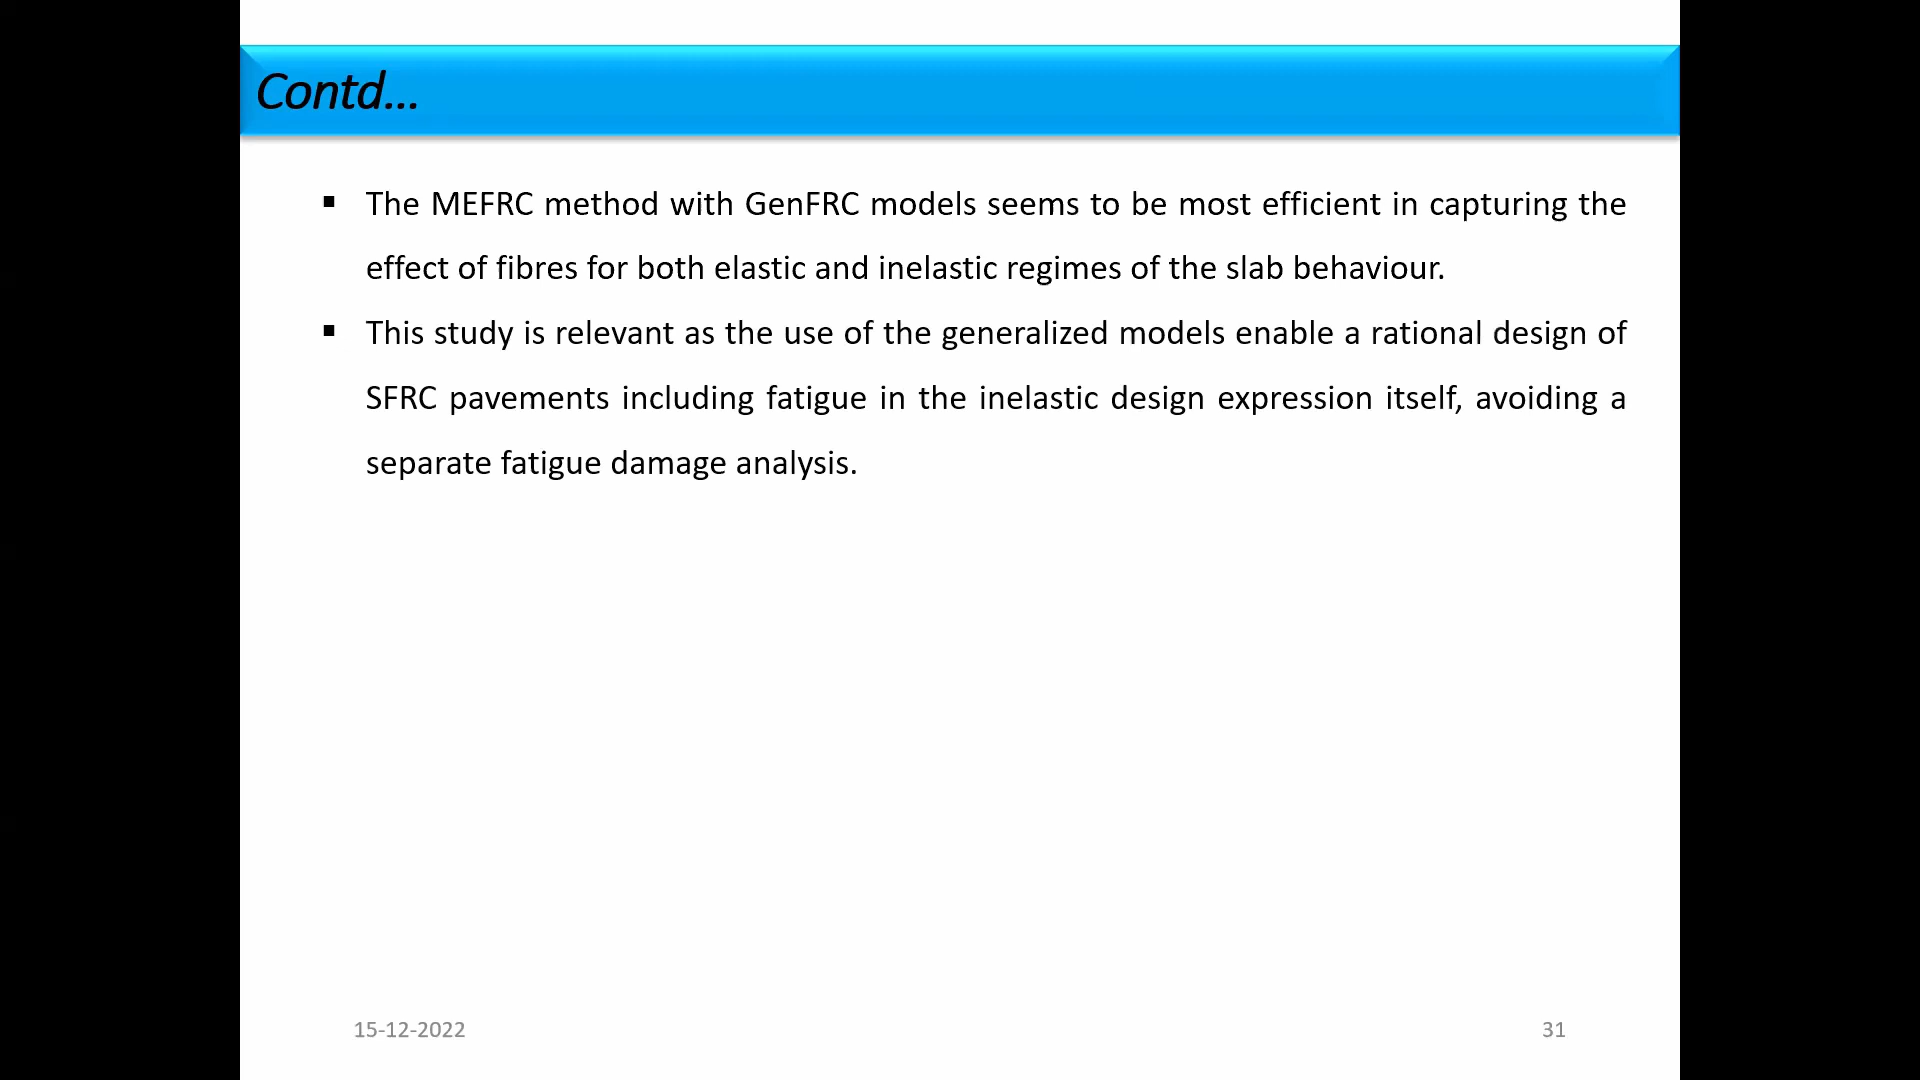 Contd...
▪ The MEFRC method with GenFRC models seems to be most efficient in capturing the
effect of fibres for both elastic and inelastic regimes of the slab behaviour.
▪ This study is relevant as the use of the generalized models enable a rational design of
SFRC pavements including fatigue in the inelastic design expression itself, avoiding a
separate fatigue damage analysis.
15-12-2022
31